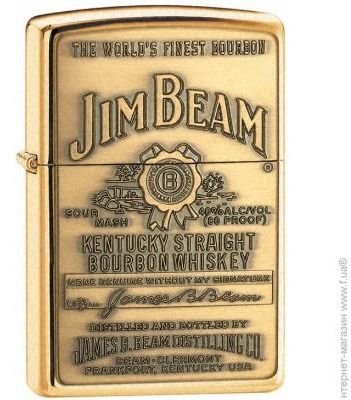 THE WORLD'S FINEST BOURBON
JIM BEAM
®
B
SOUR
MASH
40%ALC/VOL
(80 PROOF)
KENTUCKY STRAIGHT
BOURBON WHISKEY
NONE GENUINE WITHOUT MY SIGNATURE
James B. Beam
DISTILLED AND BOTTLED BY
JAMES B. BEAM DISTILLING CO.
BEAM-CLERMONT
FRANKFORT, KENTUCKY USA
нтернет-магазин www.f.ua®